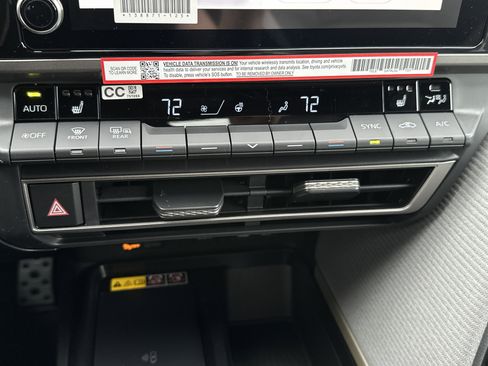 *138871-1254*
SCAN QR CODE
TO LEARN MORE
VEHICLE DATA TRANSMISSION IS ON! Your vehicle wirelessly transmits location, driving and vehicle
health data to deliver your services and for internal research and data analysis. See toyota.com/privacyvts
To disable, press vehicle's SOS button. TO BE REMOVED BY OWNER ONLY
AUTO
CC
72
72
OFF
FRONT
REAR
SYNC
A/C